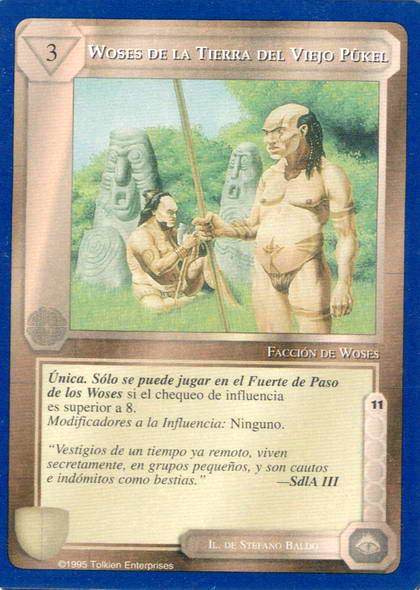 3
Woses de la Tierra del Viejo Púkel
Facción de Woses
Única. Sólo se puede jugar en el Fuerte de Paso
de los Woses si el chequeo de influencia
es superior a 8.
Modificadores a la Influencia: Ninguno.
11
“Vestigios de un tiempo ya remoto, viven
secretamente, en grupos pequeños, y son cautos
e indómitos como bestias.” —SdlA III
Il. de Stefano Baldo
©1995 Tolkien Enterprises